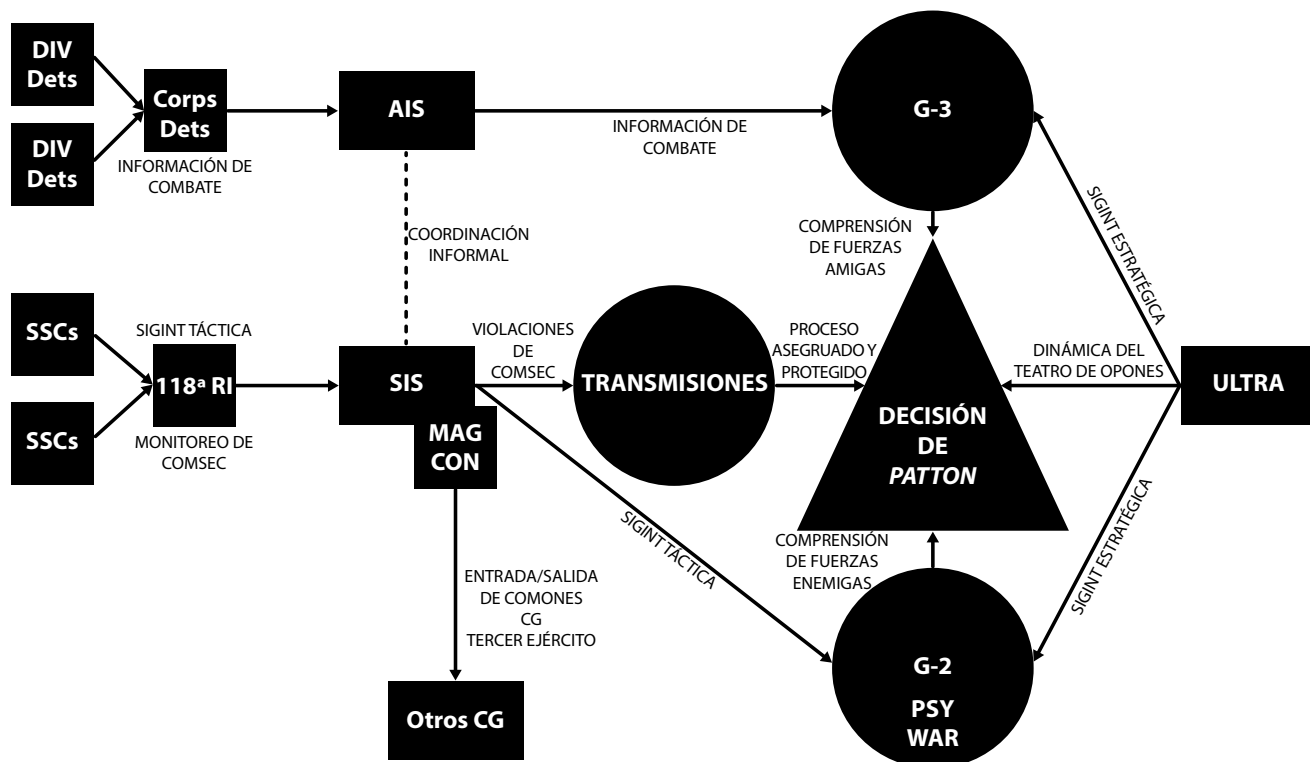 DIV
Dets
DIV
Dets
Corps
Dets
INFORMACIÓN DE
COMBATE
AIS
INFORMACIÓN DE
COMBATE
G-3
COORDINACIÓN
INFORMAL
COMPRENSIÓN
DE FUERZAS
AMIGAS
SIGINT ESTRATÉGICA
SSCs
SSCs
SIGINT TÁCTICA
118ª RI
MONITOREO DE
COMSEC
SIS
MAG
CON
VIOLACIONES
DE
COMSEC
TRANSMISIONES
PROCESO
ASEGRUADO Y
PROTEGIDO
DECISIÓN
DE
PATTON
DINÁMICA DEL
TEATRO DE OPONES
ULTRA
SIGINT TÁCTICA
COMPRENSIÓN
DE FUERZAS
ENEMIGAS
SIGINT ESTRATÉGICA
ENTRADA/SALIDA
DE COMONES
CG
TERCER EJÉRCITO
Otros CG
G-2
PSY
WAR